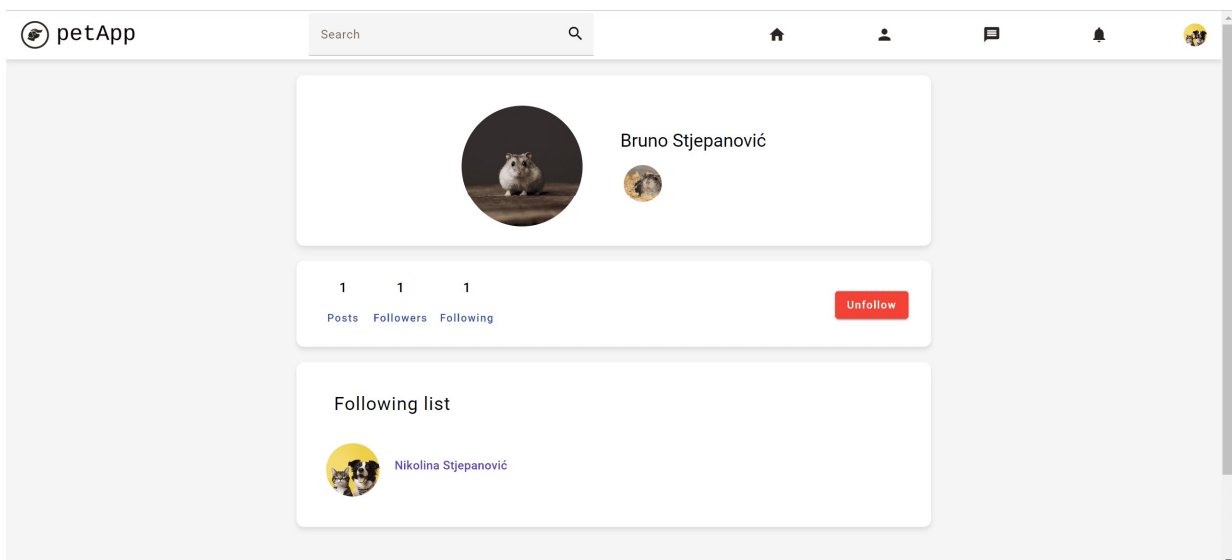 petApp
Search
Bruno Stjepanović
1 1 1
Posts Followers Following
Unfollow
Following list
Nikolina Stjepanović